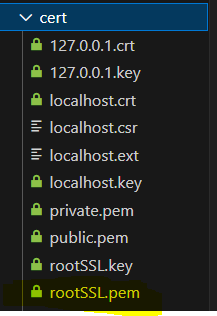 cert
127.0.0.1.crt
127.0.0.1.key
localhost.crt
localhost.csr
localhost.ext
localhost.key
private.pem
public.pem
rootSSL.key
rootSSL.pem